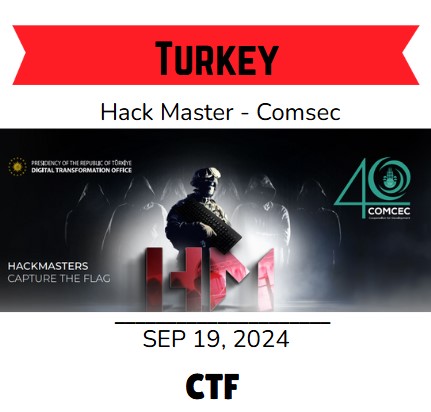 TURKEY
Hack Master - Comsec
PRESIDENCY OF THE REPUBLIC OF TÜRKİYE
DIGITAL TRANSFORMATION OFFICE
40
COMCEC
HACKMASTERS
CAPTURE THE FLAG
HM
SEP 19, 2024
CTF